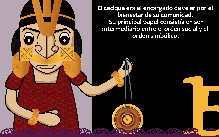 El cacique era el encargado de velar por el
bienestar de su comunidad.
Su principal papel consistía en ser
intermediario entre el orden social y el
orden simbólico.